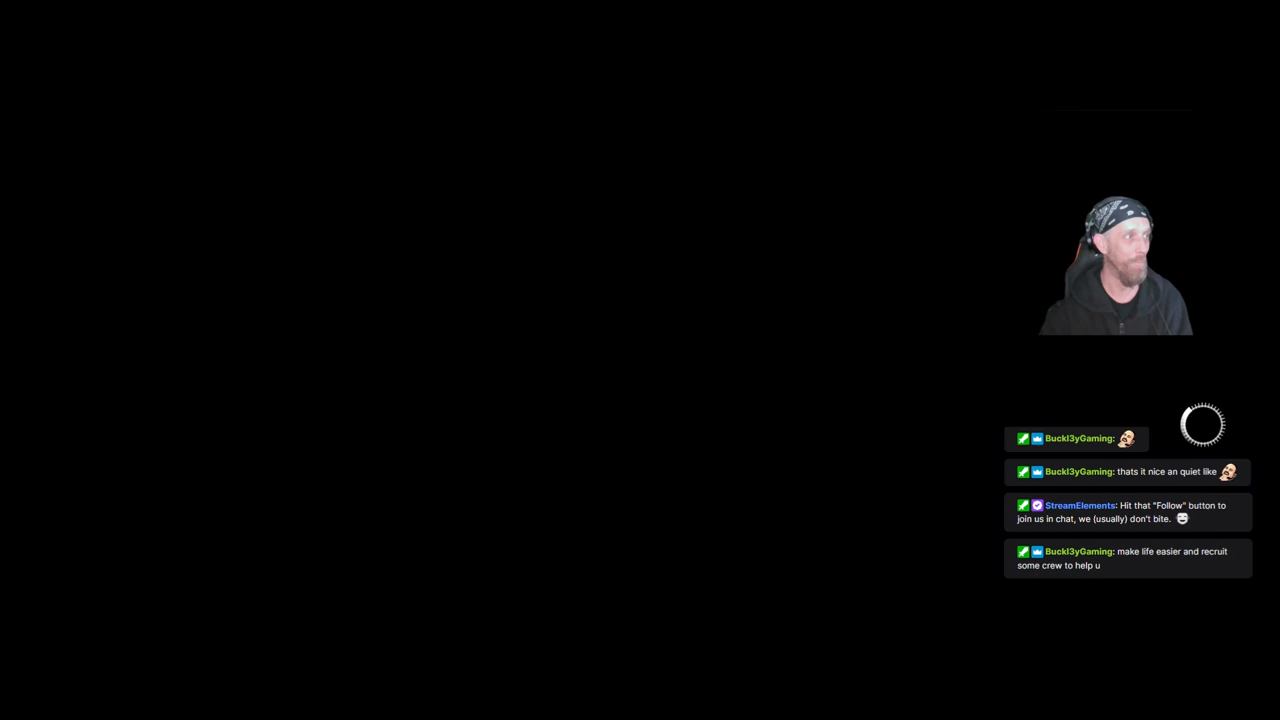 Buckl3yGaming:
Buckl3yGaming: thats it nice an quiet like
StreamElements: Hit that "Follow" button to
join us in chat, we (usually) don't bite.
Buckl3yGaming: make life easier and recruit
some crew to help u